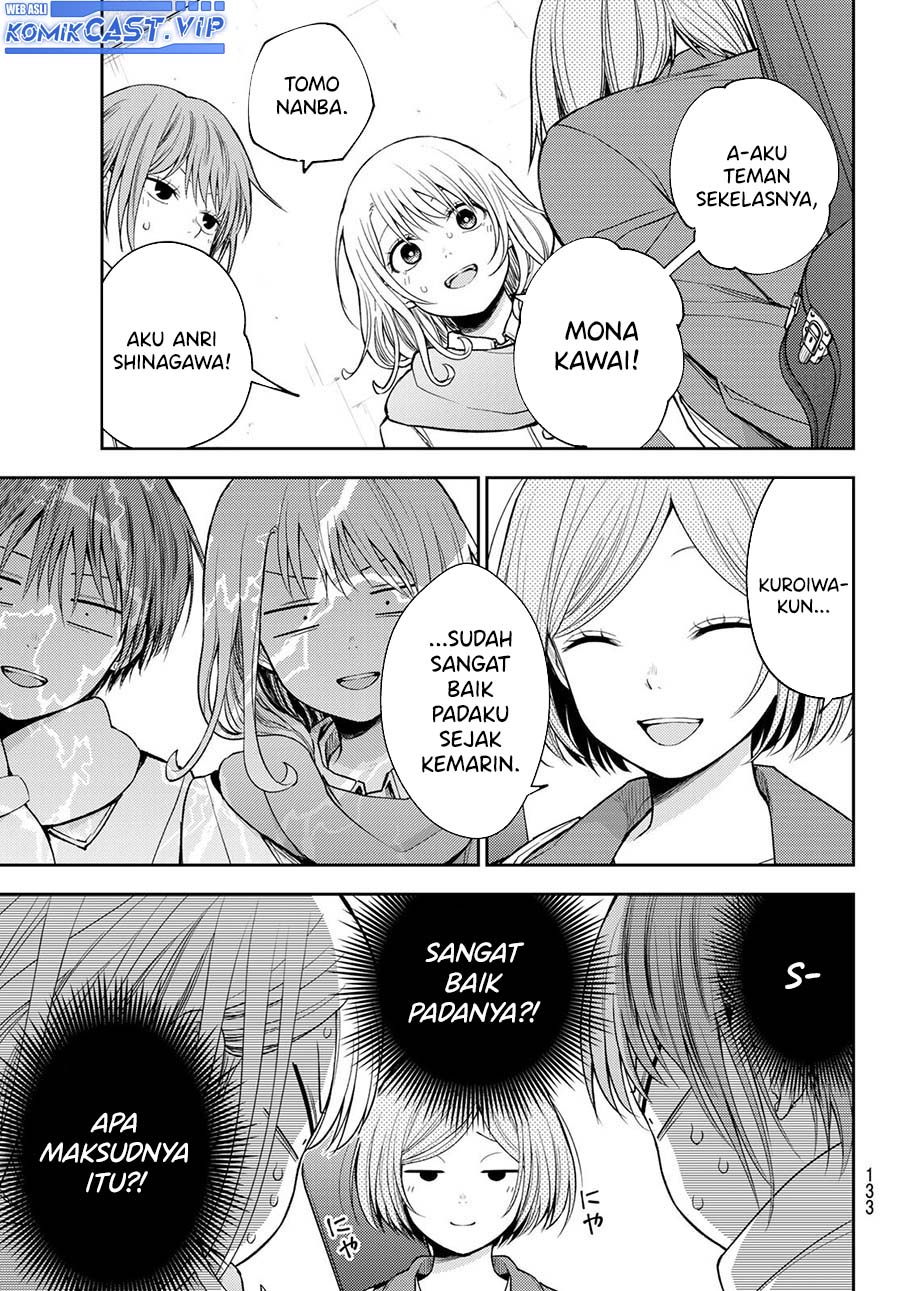 WEB ASLI
KOMIKCAST.VIP
A-AKU
TEMAN
SEKELASNYA,
MONA
KAWAI!
TOMO
NANBA.
AKU ANRI
SHINAGAWA!
KUROIWA-
KUN...
...SUDAH
SANGAT
BAIK
PADAKU
SEJAK
KEMARIN.
S-
SANGAT
BAIK
PADANYA?!
APA
MAKSUDNYA
ITU?!
にや
にや
133